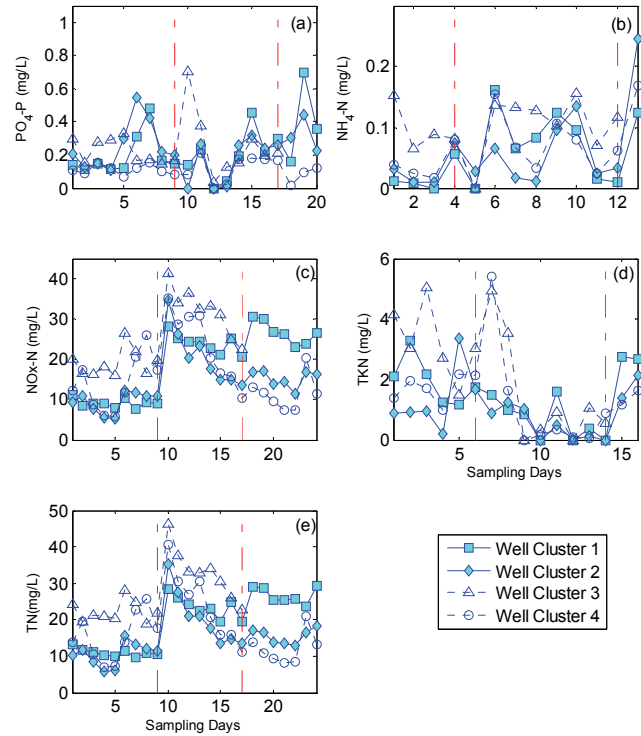 (a)
PO4-P (mg/L)
1
0.8
0.6
0.4
0.2
0
5 10 15 20
(b)
NH4-N (mg/L)
0.2
0.1
0
2 4 6 8 10 12
(c)
NOx-N (mg/L)
40
30
20
10
0
5 10 15 20
(d)
TKN (mg/L)
6
4
2
0
5 10 15
Sampling Days
(e)
TN(mg/L)
50
40
30
20
10
0
5 10 15 20
Sampling Days
Well Cluster 1
Well Cluster 2
Well Cluster 3
Well Cluster 4